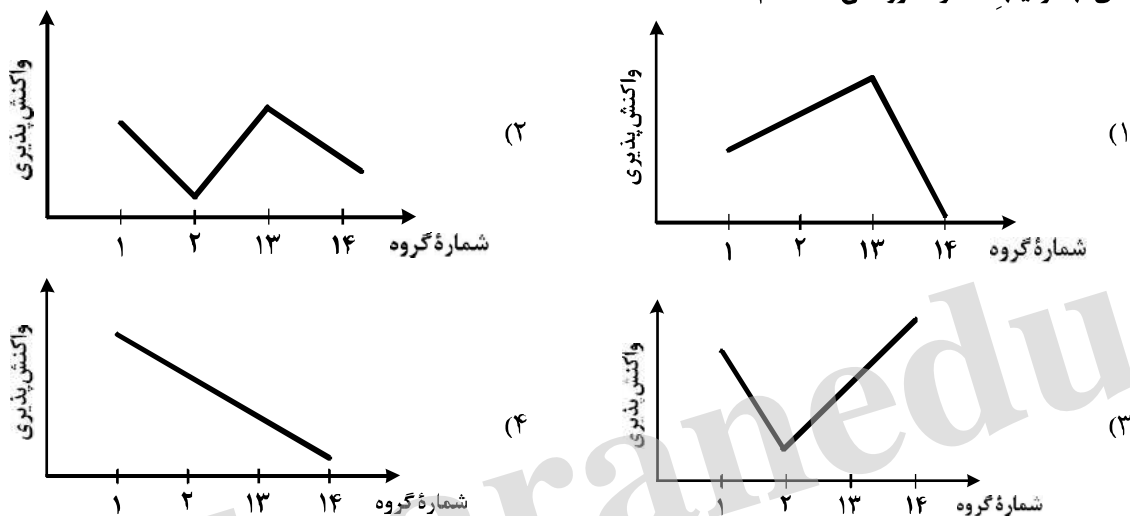 (۱
واکنش‌پذیری
۱ ۲ ۱۳ ۱۴
شمارهٔ گروه
(۲
واکنش‌پذیری
۱ ۲ ۱۳ ۱۴
شمارهٔ گروه
(۳
واکنش‌پذیری
۱ ۲ ۱۳ ۱۴
شمارهٔ گروه
(۴
واکنش‌پذیری
۱ ۲ ۱۳ ۱۴
شمارهٔ گروه
ranedu